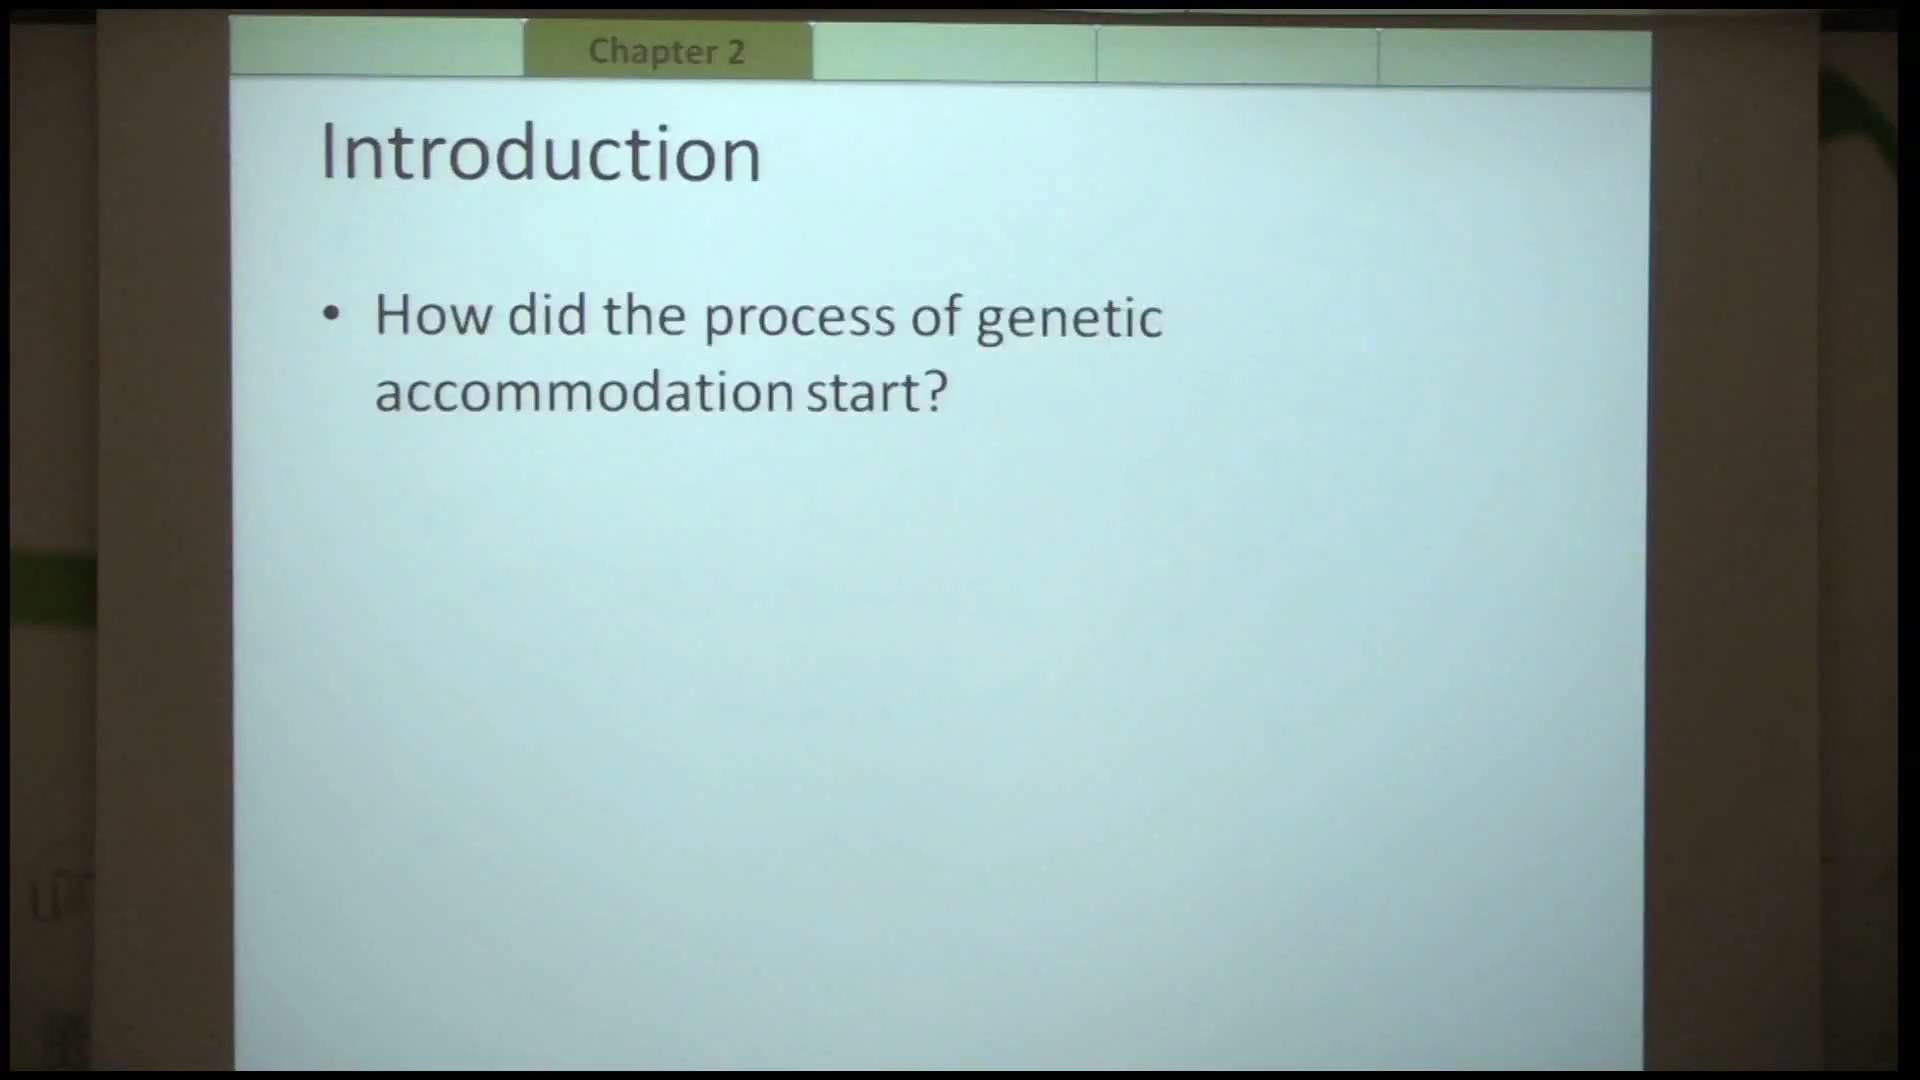 Chapter 2
Introduction
• How did the process of genetic
accommodation start?